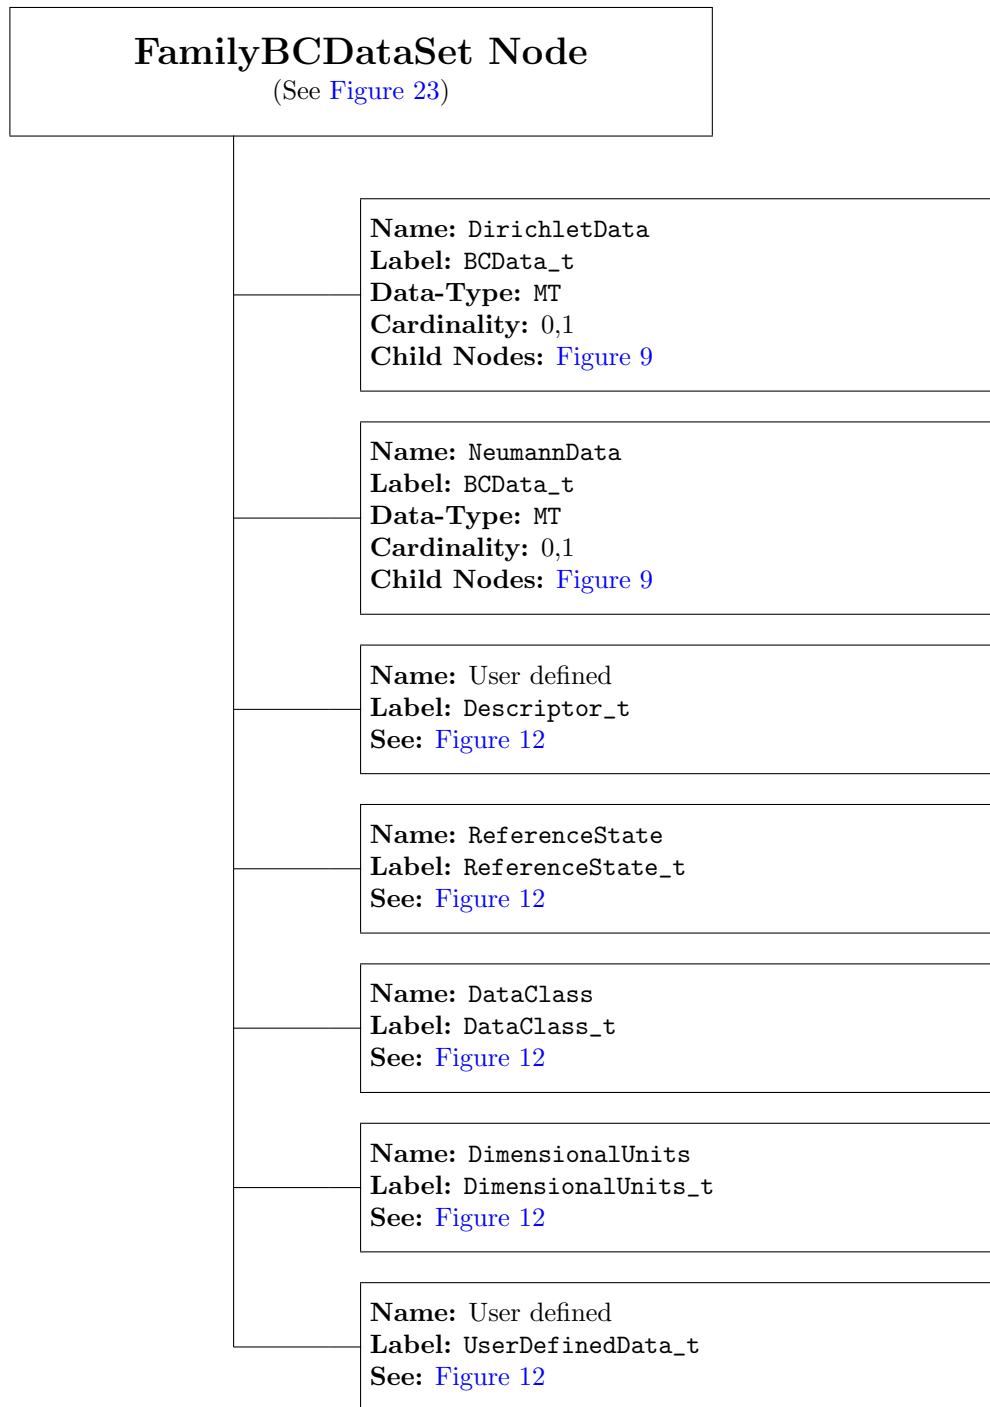 FamilyBCDataSet Node
(See Figure 23)
Name: DirichletData
Label: BCData_t
Data-Type: MT
Cardinality: 0,1
Child Nodes: Figure 9
Name: NeumannData
Label: BCData_t
Data-Type: MT
Cardinality: 0,1
Child Nodes: Figure 9
Name: User defined
Label: Descriptor_t
See: Figure 12
Name: ReferenceState
Label: ReferenceState_t
See: Figure 12
Name: DataClass
Label: DataClass_t
See: Figure 12
Name: DimensionalUnits
Label: DimensionalUnits_t
See: Figure 12
Name: User defined
Label: UserDefinedData_t
See: Figure 12